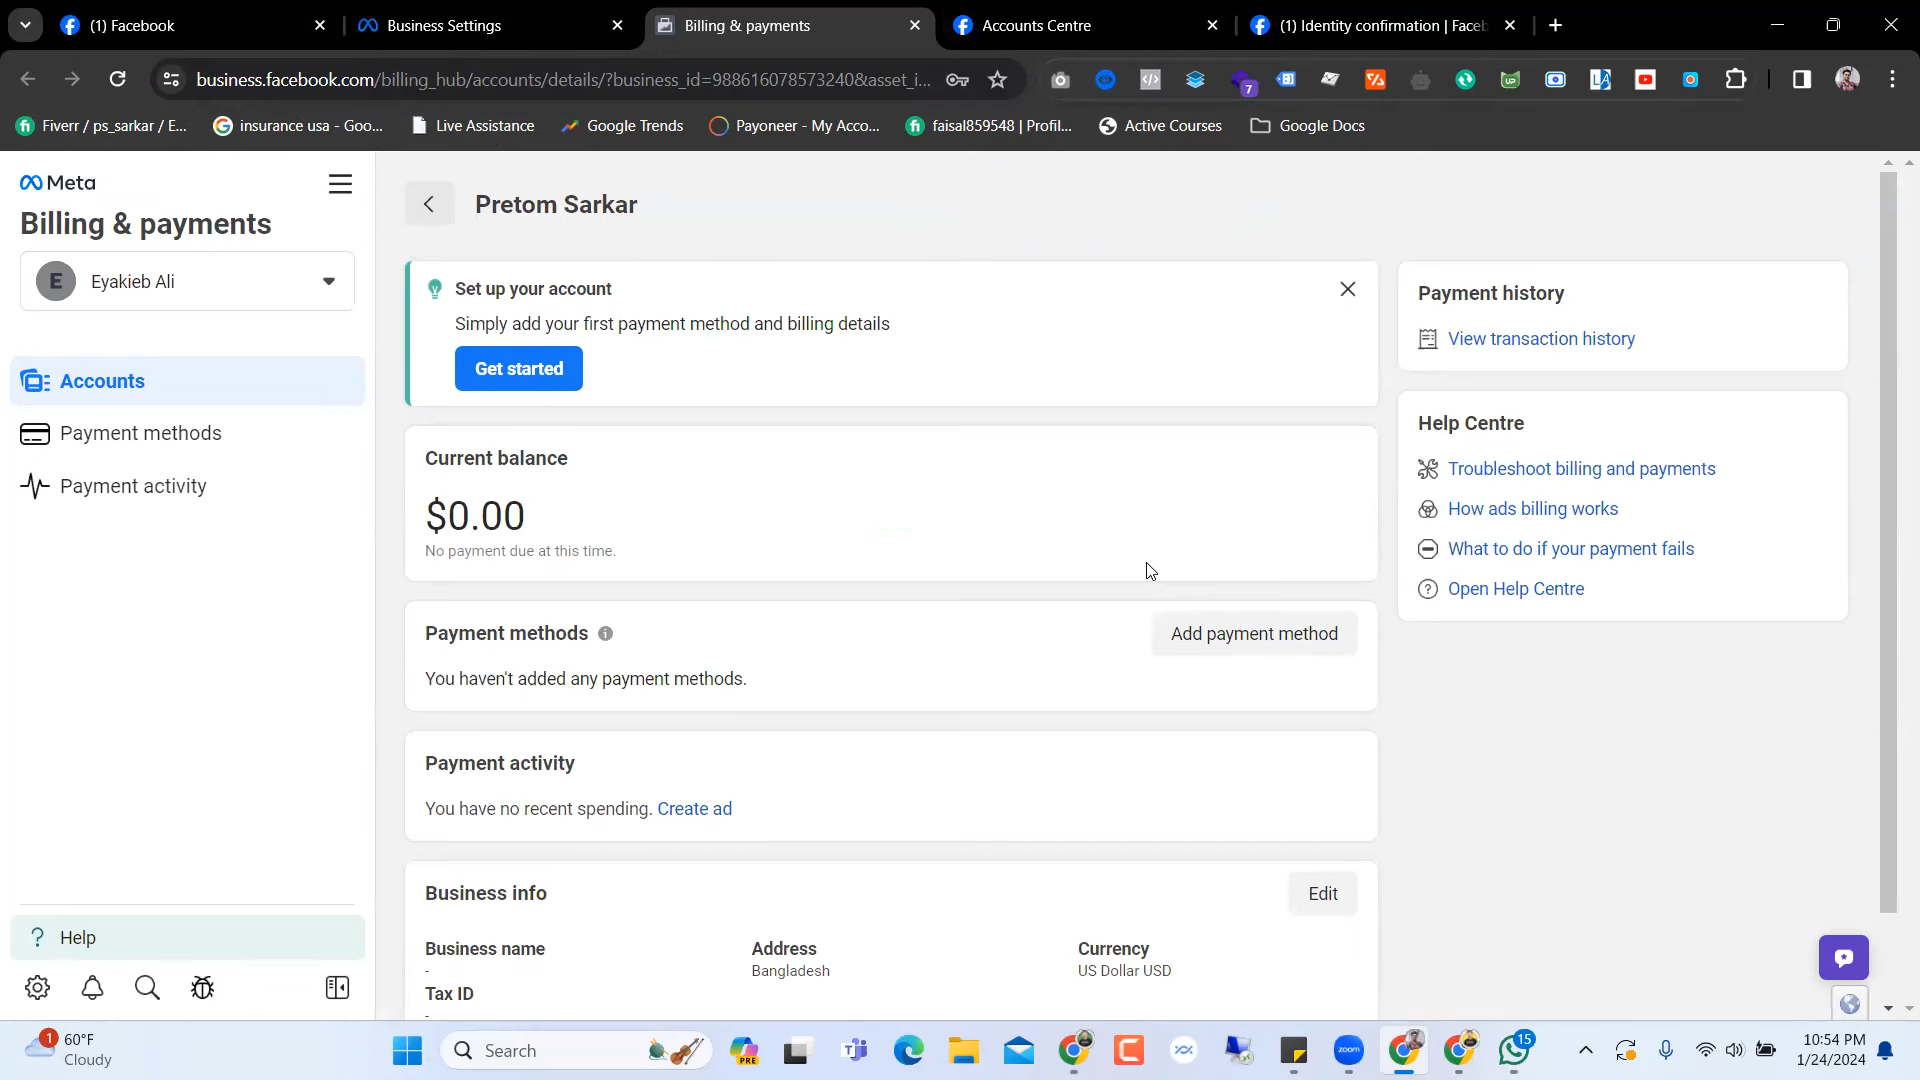 (1) Facebook
Business Settings
Billing & payments
Accounts Centre
(1) Identity confirmation | Faceb
business.facebook.com/billing_hub/accounts/details/?business_id=988616078573240&asset_i...
7
UP
Fiverr / ps_sarkar / E...
insurance usa - Goo...
Live Assistance
Google Trends
Payoneer - My Acco...
faisal859548 | Profil...
Active Courses
Google Docs
Meta
Billing & payments
E
Eyakieb Ali
Accounts
Payment methods
Payment activity
Help
Pretom Sarkar
Set up your account
Simply add your first payment method and billing details
Get started
Current balance
$0.00
No payment due at this time.
Payment methods
Add payment method
You haven't added any payment methods.
Payment activity
You have no recent spending. Create ad
Business info
Edit
Business name
-
Address
Bangladesh
Currency
US Dollar USD
Tax ID
-
Payment history
View transaction history
Help Centre
Troubleshoot billing and payments
How ads billing works
What to do if your payment fails
Open Help Centre
1
60°F
Cloudy
Search
PRE
zoom
15
10:54 PM
1/24/2024